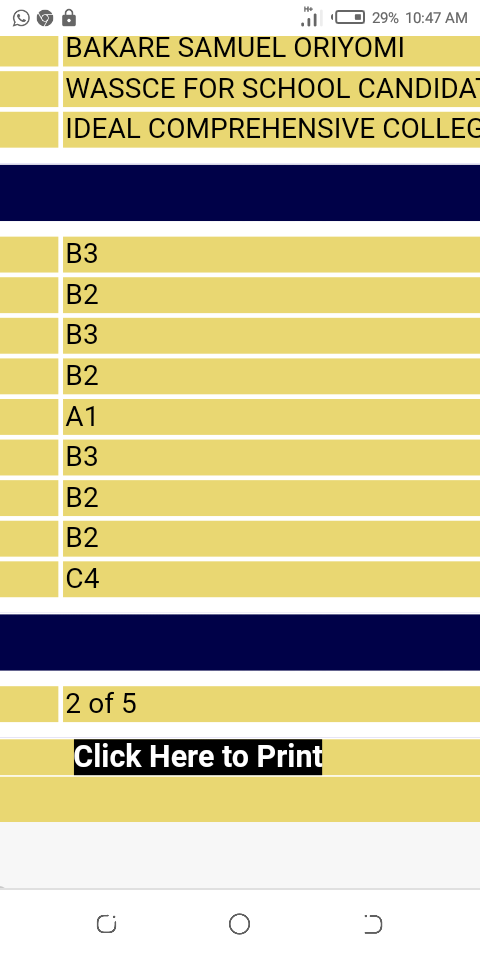 H+
29% 10:47 AM
BAKARE SAMUEL ORIYOMI
WASSCE FOR SCHOOL CANDIDAT
IDEAL COMPREHENSIVE COLLEG
B3
B2
B3
B2
A1
B3
B2
B2
C4
2 of 5
Click Here to Print